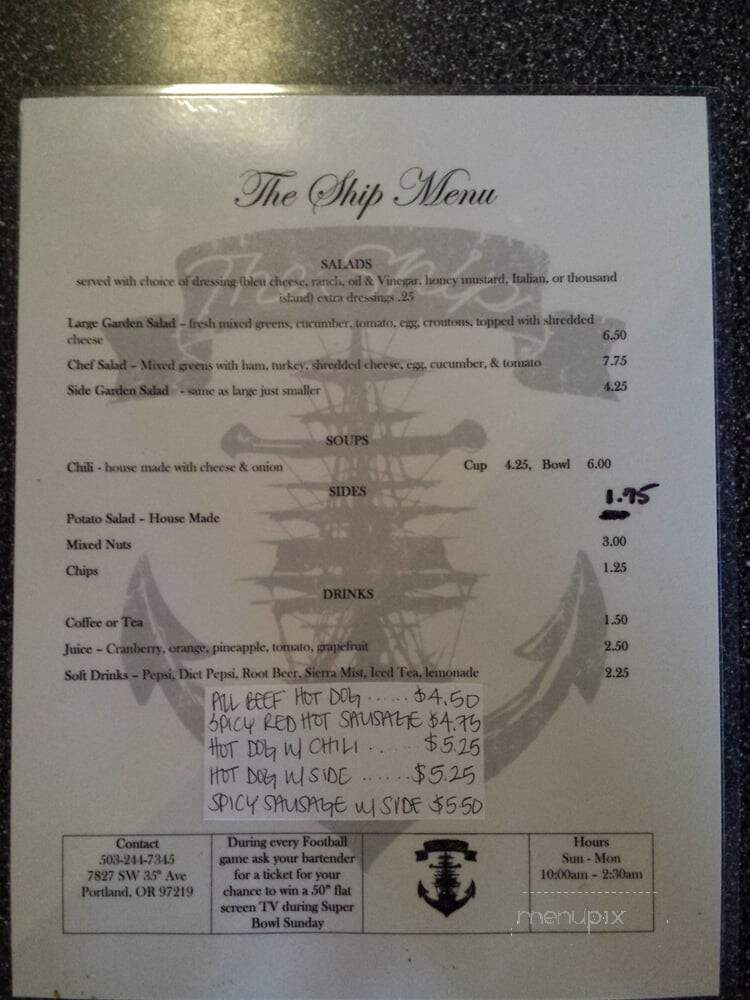 The Ship Menu
The Ship
SALADS
served with choice of dressing (bleu cheese, ranch, oil & Vinegar, honey mustard, Italian, or thousand
island) extra dressings .25
Large Garden Salad – fresh mixed greens, cucumber, tomato, egg, croutons, topped with shredded
cheese 6.50
Chef Salad – Mixed greens with ham, turkey, shredded cheese, egg, cucumber, & tomato 7.75
Side Garden Salad - same as large just smaller 4.25
SOUPS
Chili - house made with cheese & onion Cup 4.25, Bowl 6.00
SIDES
1.75
Potato Salad – House Made
Mixed Nuts 3.00
Chips 1.25
DRINKS
Coffee or Tea 1.50
Juice – Cranberry, orange, pineapple, tomato, grapefruit 2.50
Soft Drinks – Pepsi, Diet Pepsi, Root Beer, Sierra Mist, Iced Tea, lemonade 2.25
ALL BEEF HOT DOG ...... $4.50
SPICY RED HOT SAUSAGE $4.75
HOT DOG W/ CHILI ....... $5.25
HOT DOG W/ SIDE ...... $5.25
SPICY SAUSAGE W/ SIDE $5.50
Contact
503-244-7345
7827 SW 35th Ave
Portland, OR 97219
During every Football
game ask your bartender
for a ticket for your
chance to win a 50" flat
screen TV during Super
Bowl Sunday
Hours
Sun - Mon
10:00am – 2:30am
menupix